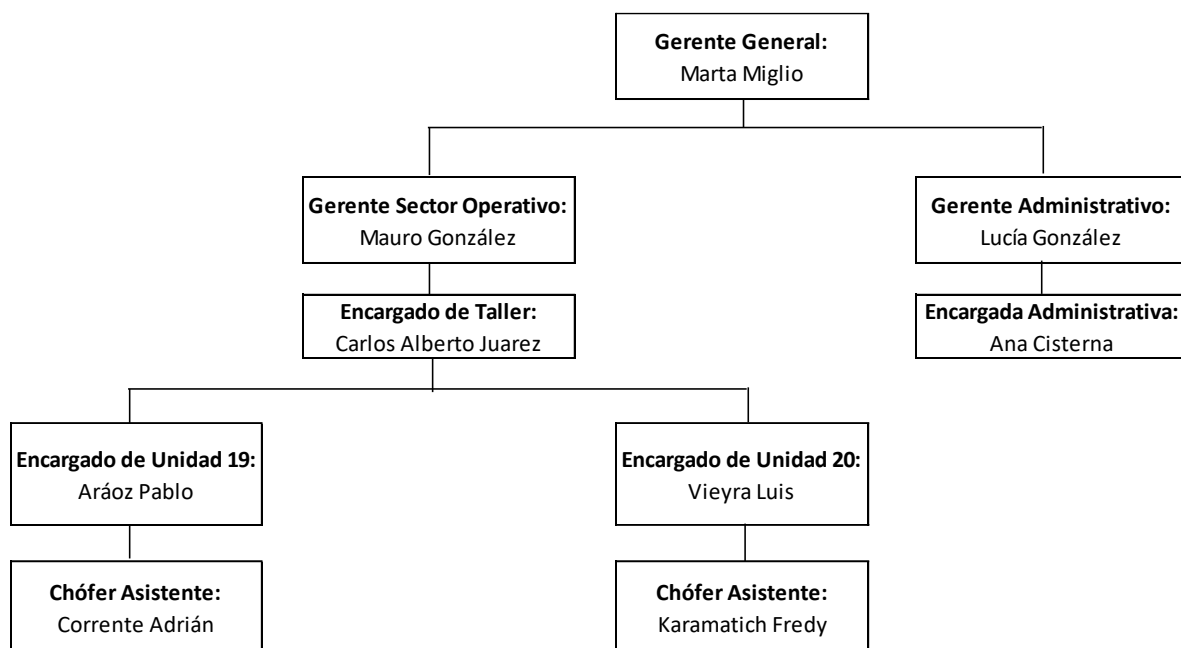 Gerente General:
Marta Miglio
Gerente Sector Operativo:
Mauro González
Gerente Administrativo:
Lucía González
Encargado de Taller:
Carlos Alberto Juarez
Encargada Administrativa:
Ana Cisterna
Encargado de Unidad 19:
Aráoz Pablo
Encargado de Unidad 20:
Vieyra Luis
Chófer Asistente:
Corrente Adrián
Chófer Asistente:
Karamatich Fredy